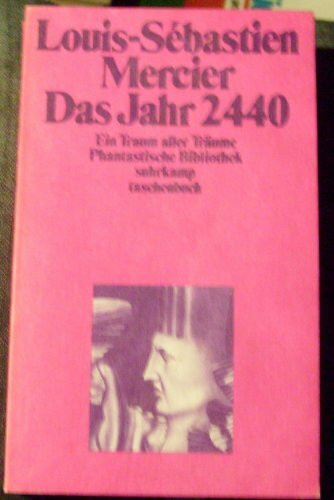 Louis-Sébastien
Mercier
Das Jahr 2440
Ein Traum aller Träume
Phantastische Bibliothek
suhrkamp
taschenbuch